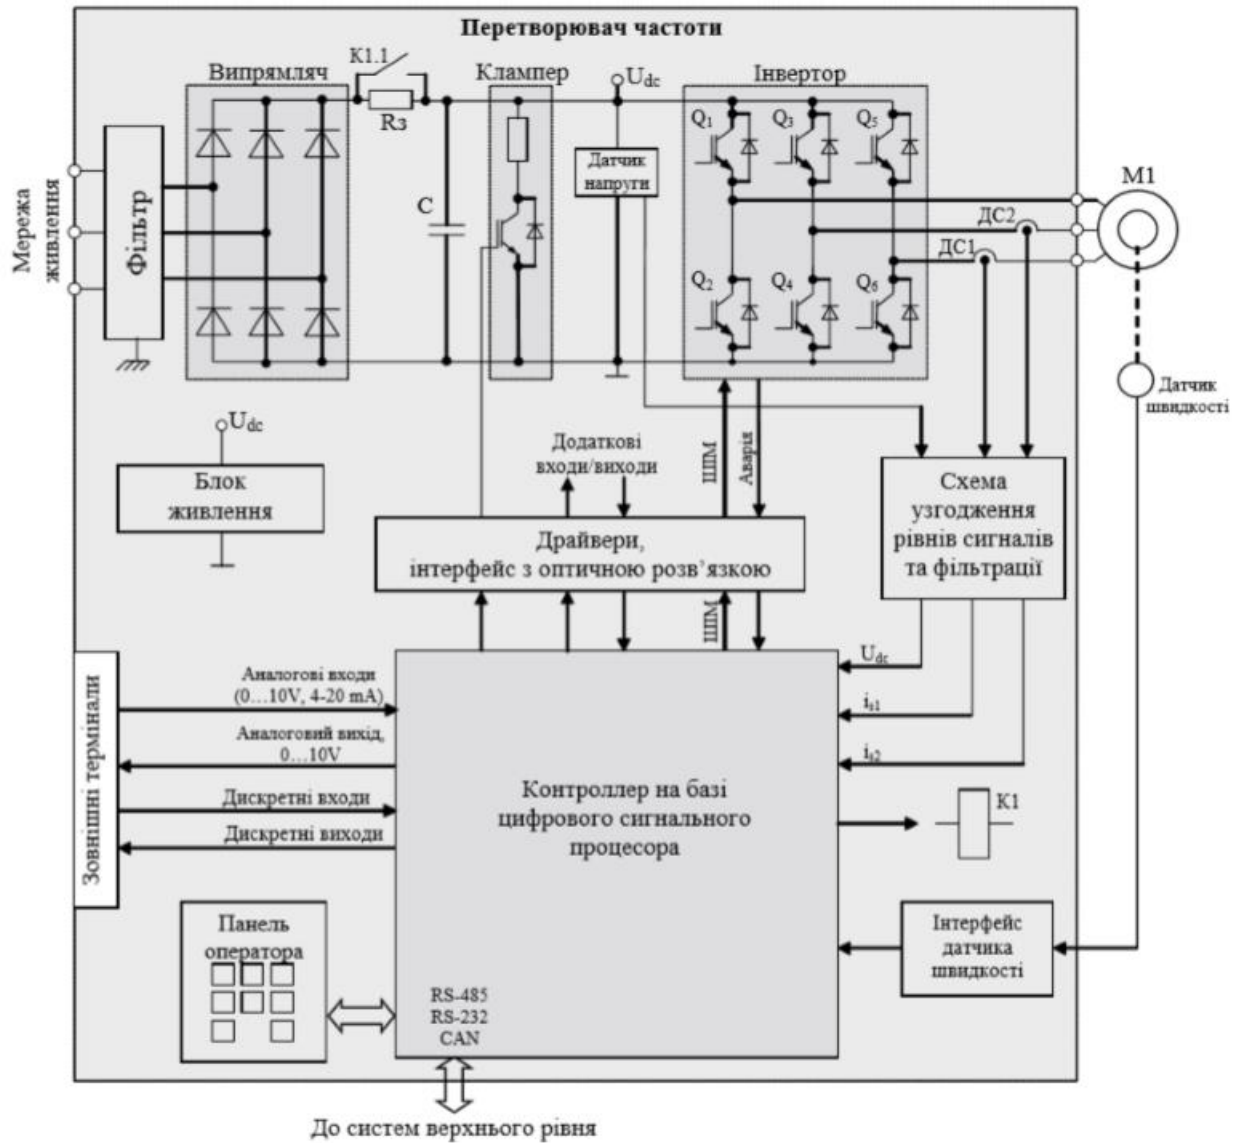 Перетворювач частоти
К1.1
Випрямляч
Rз
Клампер
Udc
Інвертор
Q1
Q3
Q5
Датчик
напруги
М1
Мережа
живлення
Фільтр
C
ДС2
ДС1
Q2
Q4
Q6
Датчик
швидкості
Udc
Блок
живлення
Додаткові
входи/виходи
ШІМ
Аварія
Схема
узгодження
рівнів сигналів
та фільтрації
Драйвери,
інтерфейс з оптичною розв’язкою
ШІМ
Зовнішні термінали
Аналогові входи
(0…10V, 4-20 mA)
Аналоговий вихід,
0…10V
Дискретні входи
Дискретні виходи
Udc
is1
is2
Контроллер на базі
цифрового сигнального
процесора
К1
Панель
оператора
Інтерфейс
датчика
швидкості
RS-485
RS-232
CAN
До систем верхнього рівня